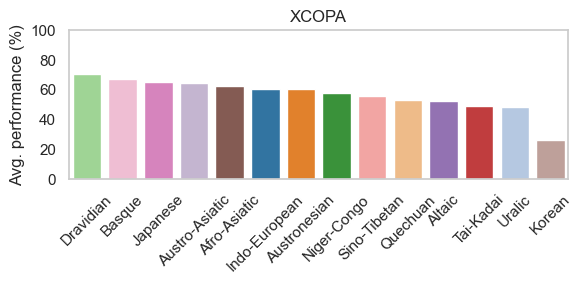 XCOPA
Avg. performance (%)
100
80
60
40
20
0
Dravidian
Basque
Japanese
Austro-Asiatic
Afro-Asiatic
Indo-European
Austronesian
Niger-Congo
Sino-Tibetan
Quechuan
Altaic
Tai-Kadai
Uralic
Korean